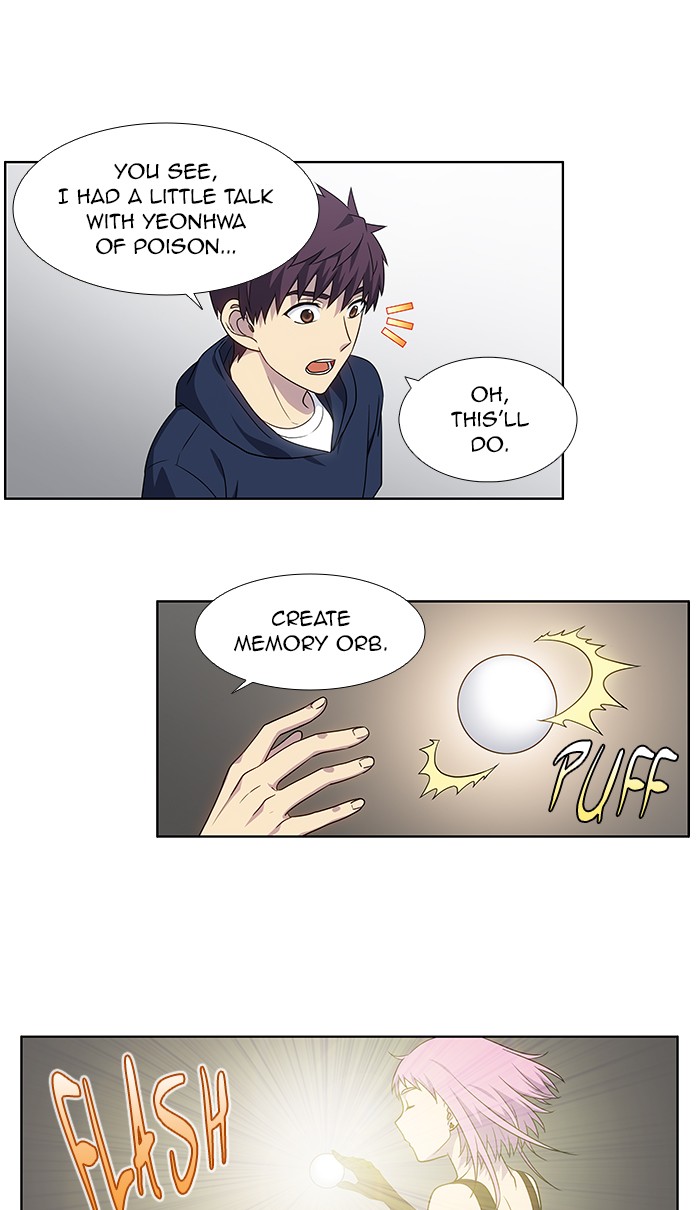 YOU SEE,
I HAD A LITTLE TALK
WITH YEONHWA
OF POISON...
OH,
THIS'LL
DO.
CREATE
MEMORY ORB.
PUFF
FLASH